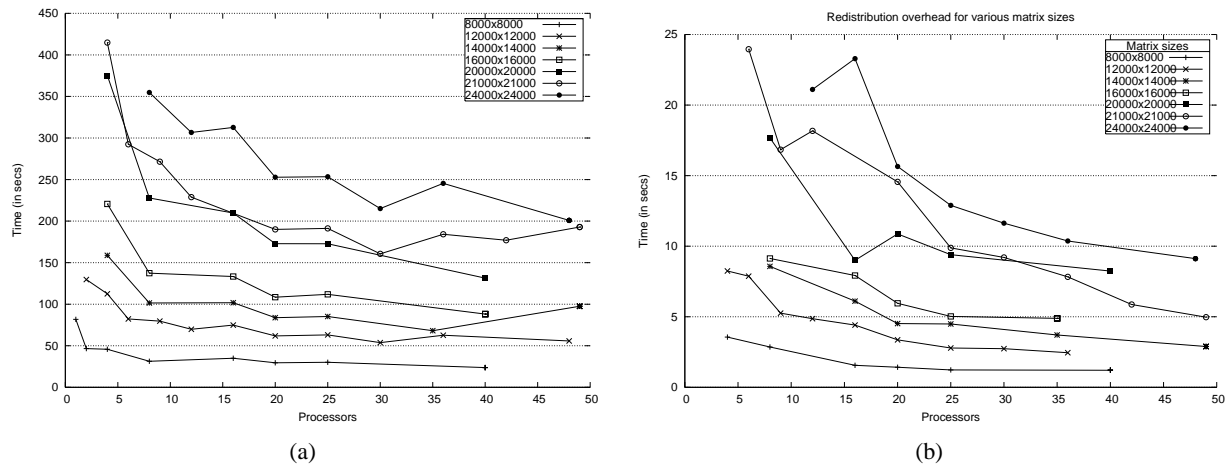 8000x8000
12000x12000
14000x14000
16000x16000
20000x20000
21000x21000
24000x24000
450
400
350
300
250
200
150
100
50
0
Time (in secs)
0 5 10 15 20 25 30 35 40 45 50
Processors
(a)
Redistribution overhead for various matrix sizes
Matrix sizes
8000x8000
12000x12000
14000x14000
16000x16000
20000x20000
21000x21000
24000x24000
25
20
15
10
5
0
Time (in secs)
0 5 10 15 20 25 30 35 40 45 50
Processors
(b)